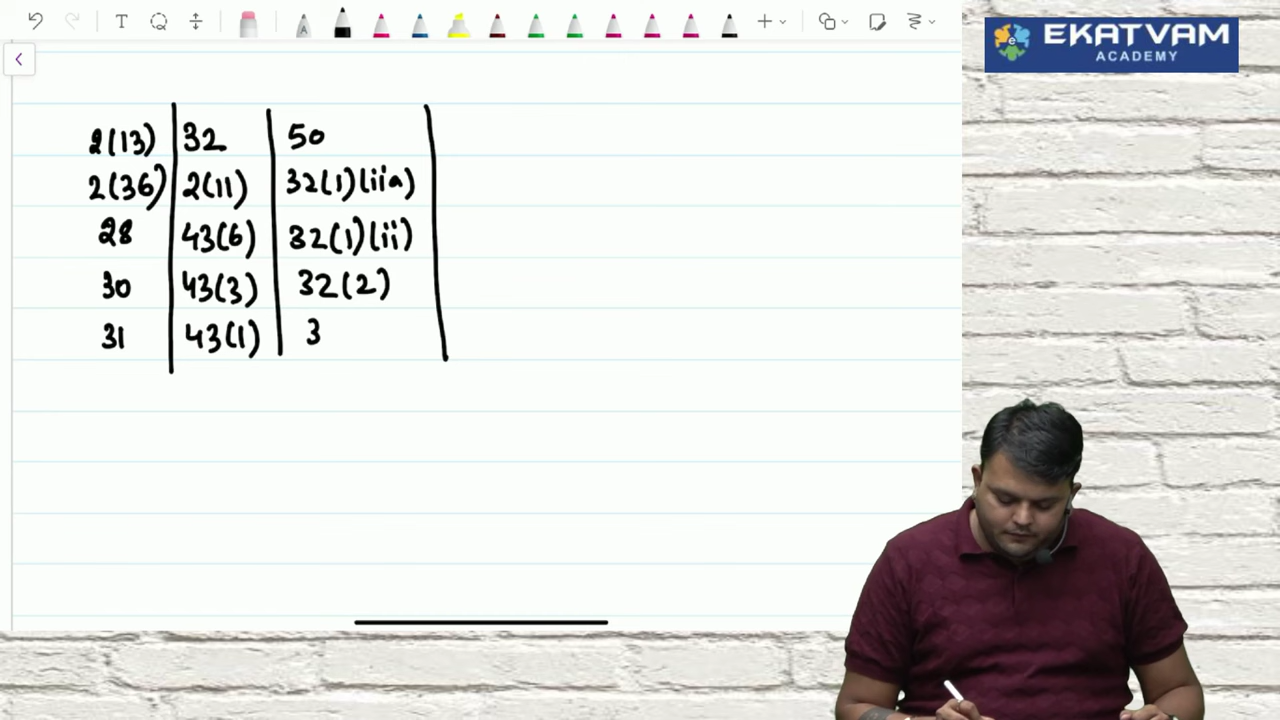 EKATVAM
ACADEMY
2(13) 32 50
2(36) 2(11) 32(1)(iia)
28 43(6) 32(1)(ii)
30 43(3) 32(2)
31 43(1) 3